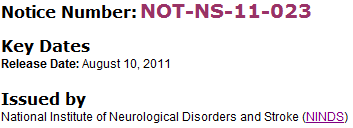 Notice Number: NOT-NS-11-023
Key Dates
Release Date: August 10, 2011
Issued by
National Institute of Neurological Disorders and Stroke (NINDS)